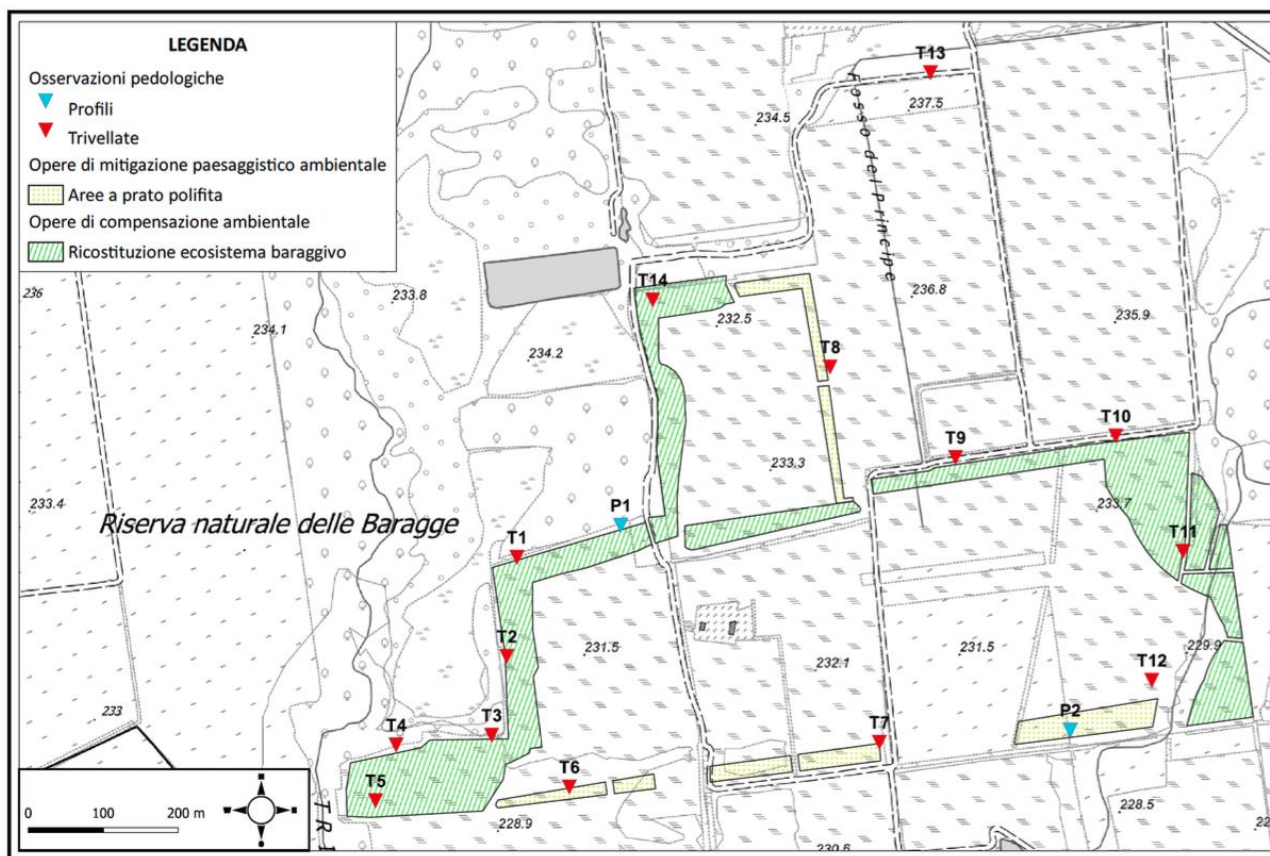 LEGENDA
Osservazioni pedologiche
Profili
Trivellate
Opere di mitigazione paesaggistico ambientale
Aree a prato polifita
Opere di compensazione ambientale
Ricostituzione ecosistema baraggivo
T13
237.5
234.5
Fosso del Principe
236
233.8
T14
236.8
234.1
232.5
235.9
234.2
T8
T10
T9
233.3
233.4
P1
233.7
Riserva naturale delle Baragge
T1
T11
T2
231.5
231.5
229.9
232.1
T12
233
T4
T3
T7
P2
T5
T6
0 100 200 m
228.9
228.5
230.6